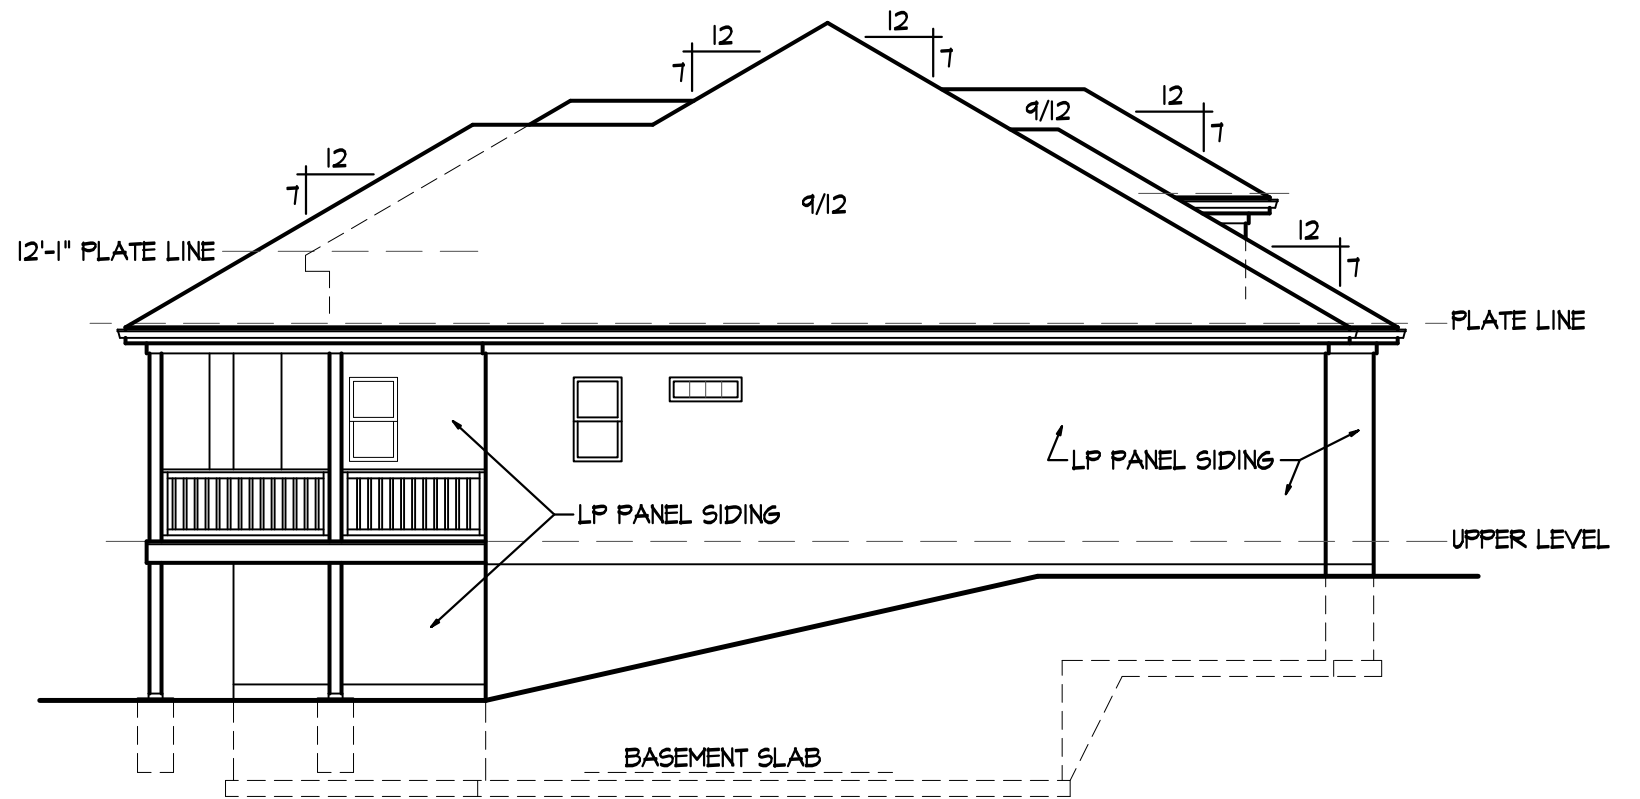 12
7
12
7
12
7
9/12
12
7
9/12
12
7
12'-1" PLATE LINE
PLATE LINE
LP PANEL SIDING
LP PANEL SIDING
UPPER LEVEL
BASEMENT SLAB